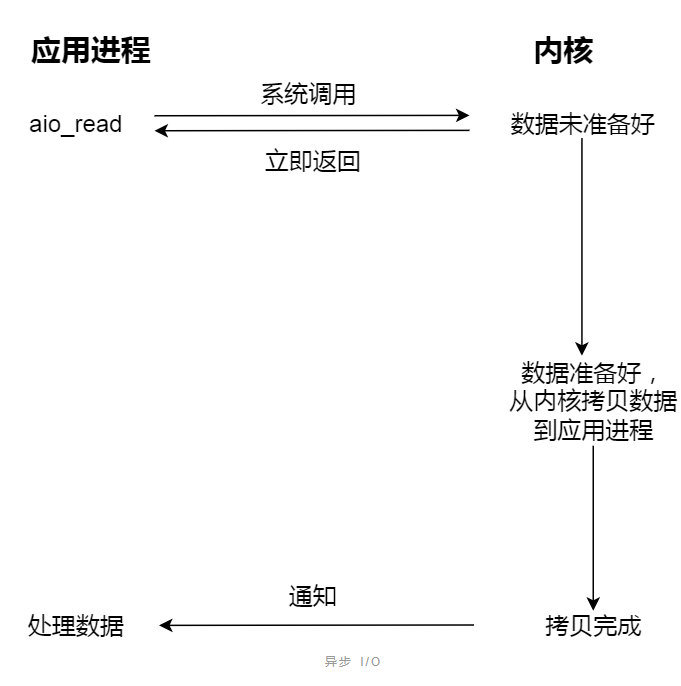 应用进程
内核
系统调用
aio_read
数据未准备好
立即返回
数据准备好，
从内核拷贝数据
到应用进程
通知
处理数据
拷贝完成
异步 I/O